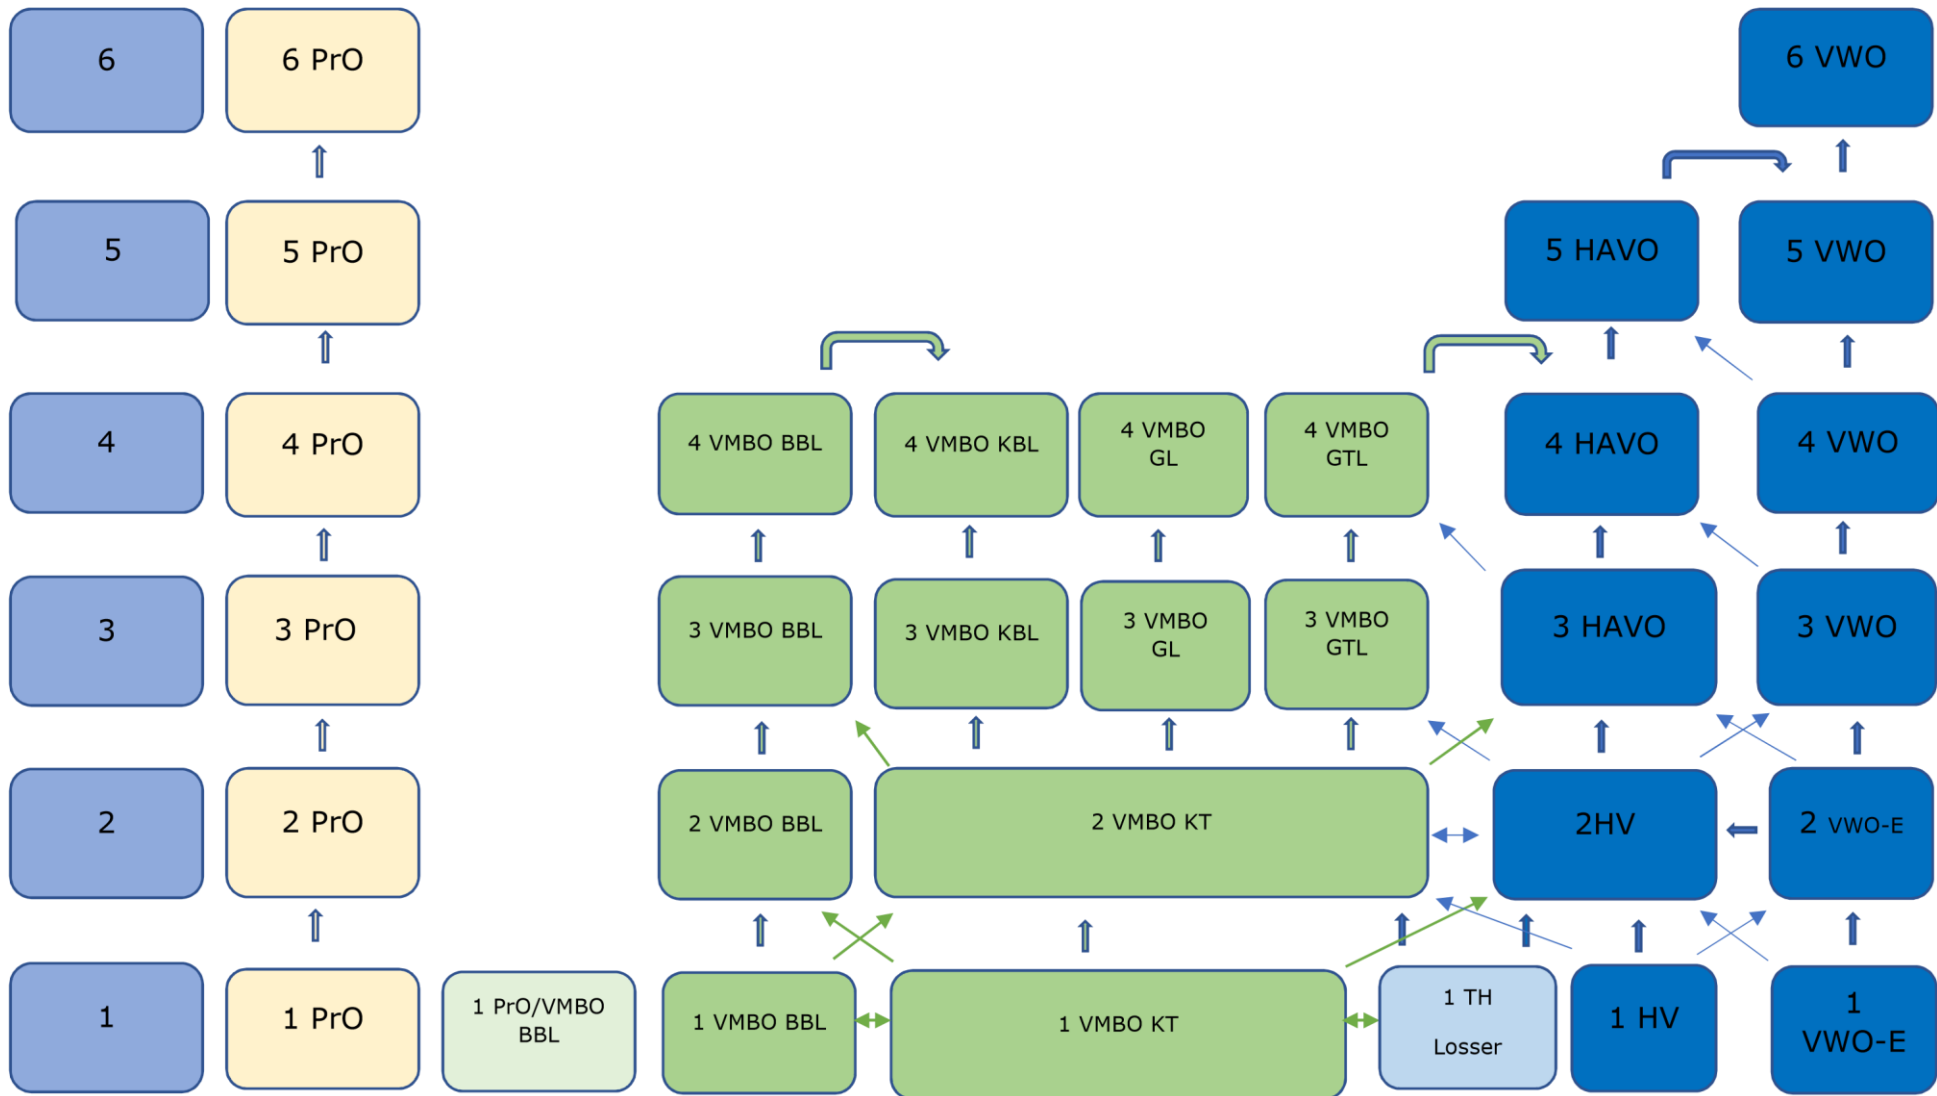 6
6 PrO
6 VWO
5
5 PrO
5 HAVO
5 VWO
4
4 PrO
4 VMBO BBL
4 VMBO KBL
4 VMBO
GL
4 VMBO
GTL
4 HAVO
4 VWO
3
3 PrO
3 VMBO BBL
3 VMBO KBL
3 VMBO
GL
3 VMBO
GTL
3 HAVO
3 VWO
2
2 PrO
2 VMBO BBL
2 VMBO KT
2HV
2 VWO-E
1
1 PrO
1 PrO/VMBO
BBL
1 VMBO BBL
1 VMBO KT
1 TH
Losser
1 HV
1
VWO-E